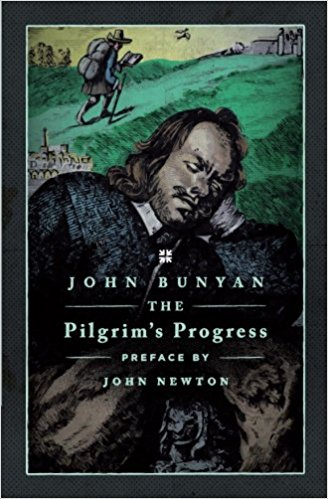 JOHN BUNYAN
THE
Pilgrim's Progress
PREFACE BY
JOHN NEWTON